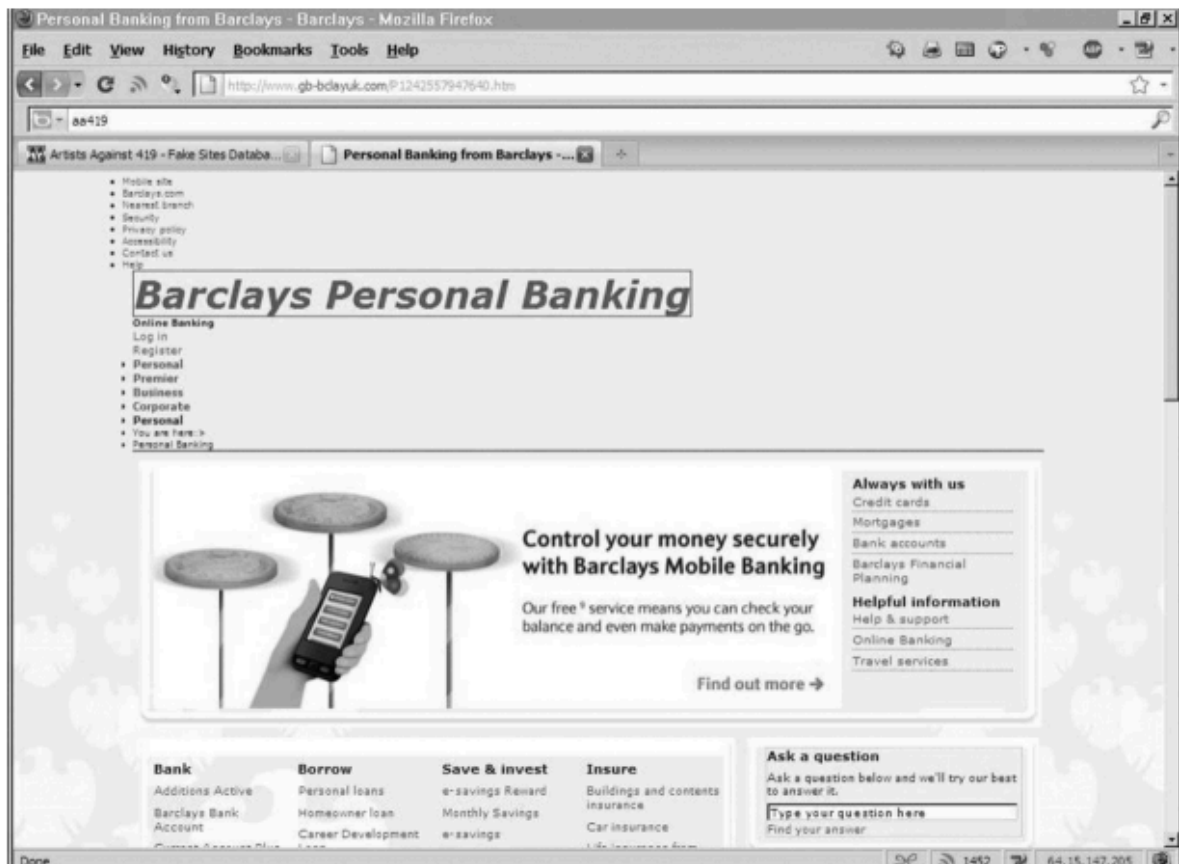 Personal Banking from Barclays - Barclays - Mozilla Firefox
File Edit View History Bookmarks Tools Help
http://www.gb-bclayuk.com/P1242557947640.htm
aa419
Artists Against 419 - Fake Sites Databa...
Personal Banking from Barclays -...
Mobile site
Barclays.com
Nearest branch
Security
Privacy policy
Accessibility
Contact us
Help
Barclays Personal Banking
Online Banking
Log in
Register
Personal
Premier
Business
Corporate
Personal
You are here:>
Personal Banking
Control your money securely
with Barclays Mobile Banking
Our free 9 service means you can check your
balance and even make payments on the go.
Find out more →
Always with us
Credit cards
Mortgages
Bank accounts
Barclays Financial
Planning
Helpful information
Help & support
Online Banking
Travel services
Bank
Additions Active
Barclays Bank
Account
Current Account Plus
Borrow
Personal loans
Homeowner loan
Career Development
Loan
Save & invest
e-savings Reward
Monthly Savings
e-savings
Insure
Buildings and contents
insurance
Car insurance
Life insurance from
Ask a question
Ask a question below and we'll try our best
to answer it.
Type your question here
Find your answer
Done
1452
64.15.147.205